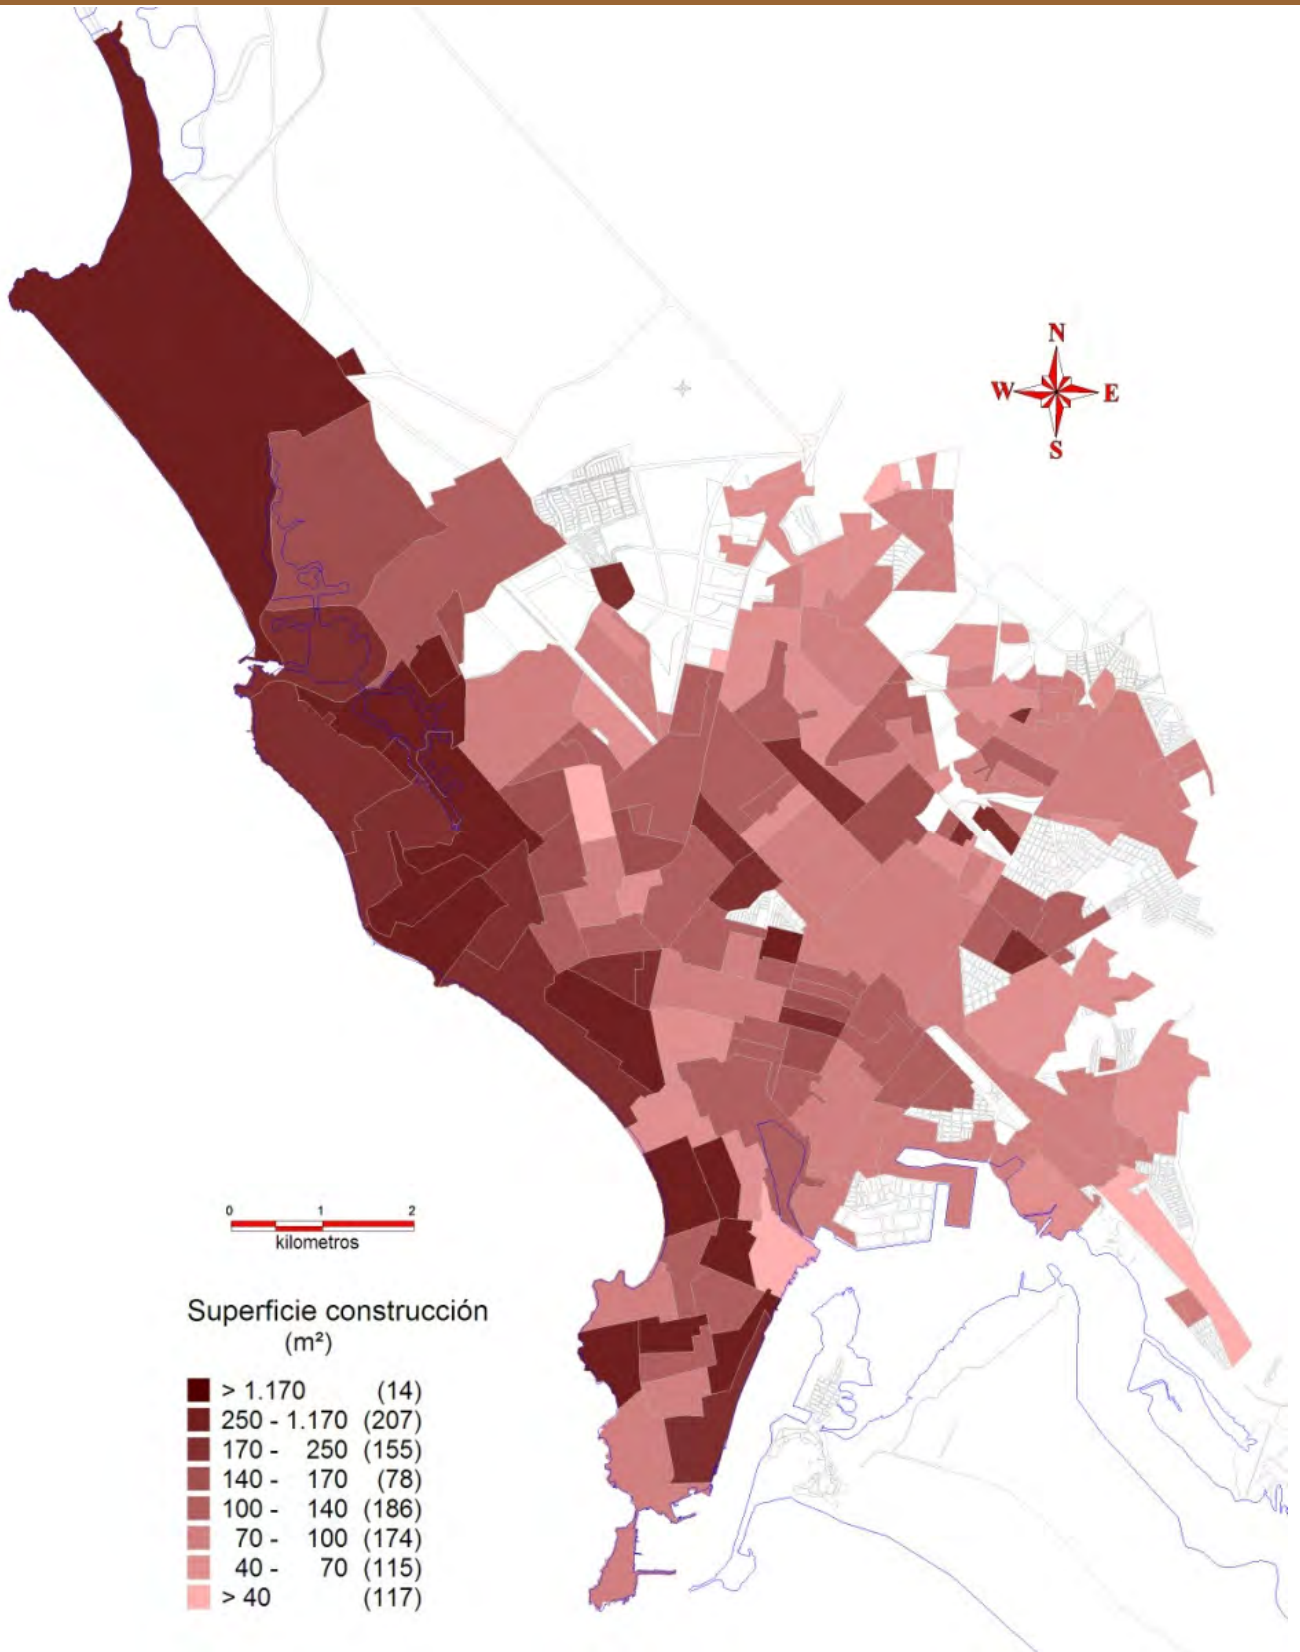 N
W E
S
0 1 2
kilometros
Superficie construcción
(m²)
> 1.170 (14)
250 - 1.170 (207)
170 - 250 (155)
140 - 170 (78)
100 - 140 (186)
70 - 100 (174)
40 - 70 (115)
> 40 (117)